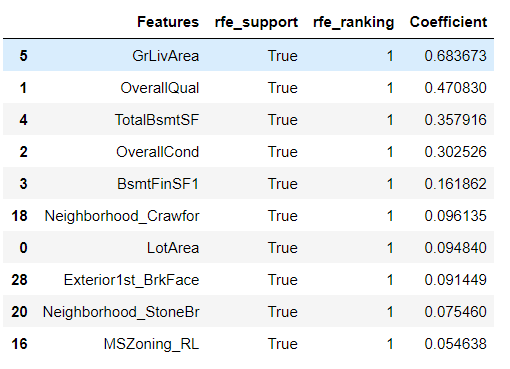 Features rfe_support rfe_ranking Coefficient
5 GrLivArea True 1 0.683673
1 OverallQual True 1 0.470830
4 TotalBsmtSF True 1 0.357916
2 OverallCond True 1 0.302526
3 BsmtFinSF1 True 1 0.161862
18 Neighborhood_Crawfor True 1 0.096135
0 LotArea True 1 0.094840
28 Exterior1st_BrkFace True 1 0.091449
20 Neighborhood_StoneBr True 1 0.075460
16 MSZoning_RL True 1 0.054638